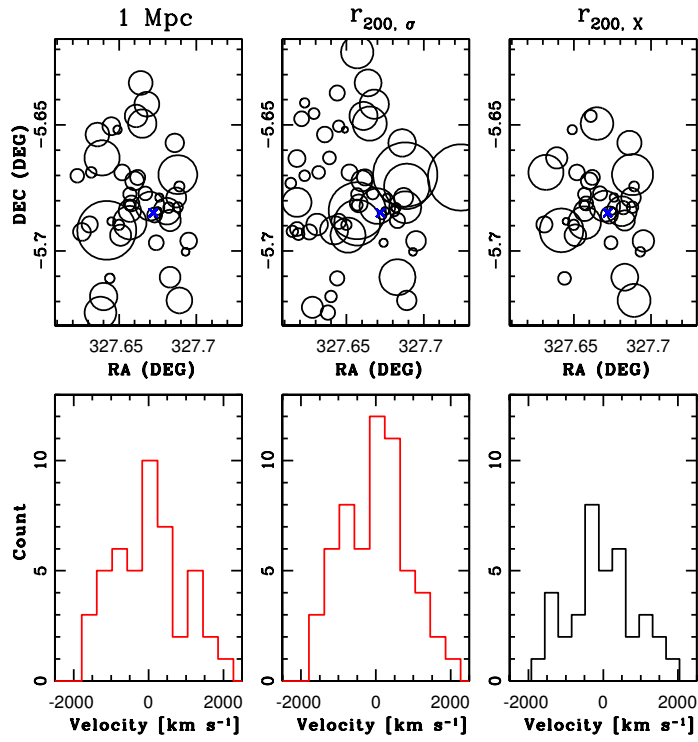 1 Mpc
r200, σ
r200, X
DEC (DEG)
−5.65
−5.7
−5.65
−5.7
−5.65
−5.7
327.65 327.7
327.65 327.7
327.65 327.7
RA (DEG)
RA (DEG)
RA (DEG)
Count
10
5
0
10
5
0
10
5
0
-2000 0 2000
-2000 0 2000
-2000 0 2000
Velocity [km s⁻¹]
Velocity [km s⁻¹]
Velocity [km s⁻¹]